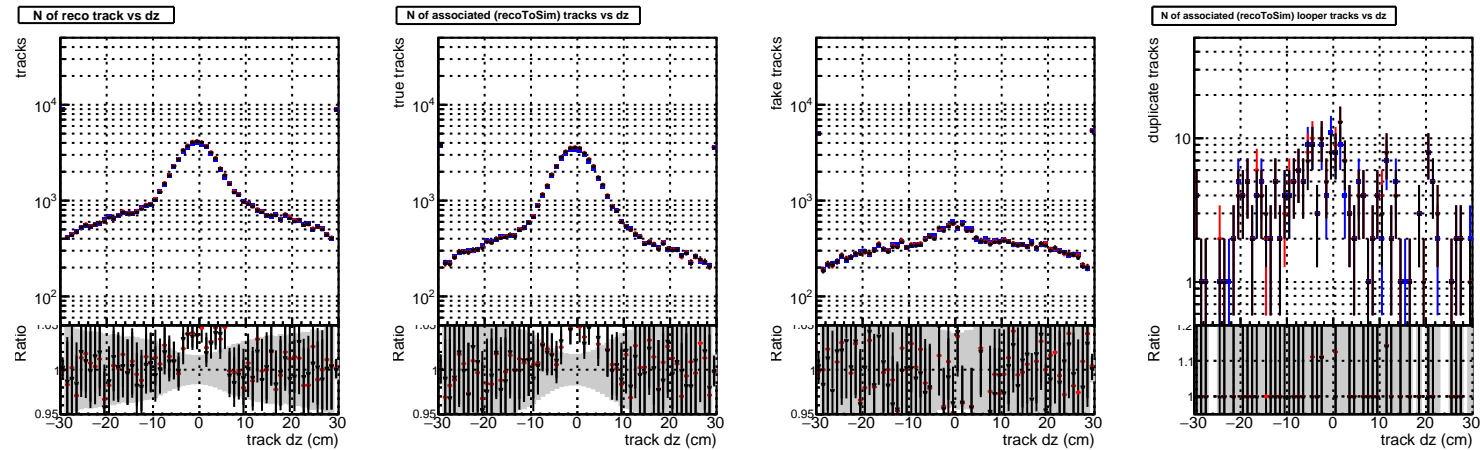 N of reco track vs dz
tracks
10⁴
10³
10²
Ratio
1
0.95
−30 −20 −10 0 10 20 30
track dz (cm)
N of associated (recoToSim) tracks vs dz
true tracks
10⁴
10³
10²
Ratio
1
0.95
−30 −20 −10 0 10 20 30
track dz (cm)
fake tracks
10⁴
10³
10²
Ratio
1
0.95
−30 −20 −10 0 10 20 30
track dz (cm)
N of associated (recoToSim) looper tracks vs dz
duplicate tracks
10
1
Ratio
1.2
1.1
1
−30 −20 −10 0 10 20 30
track dz (cm)